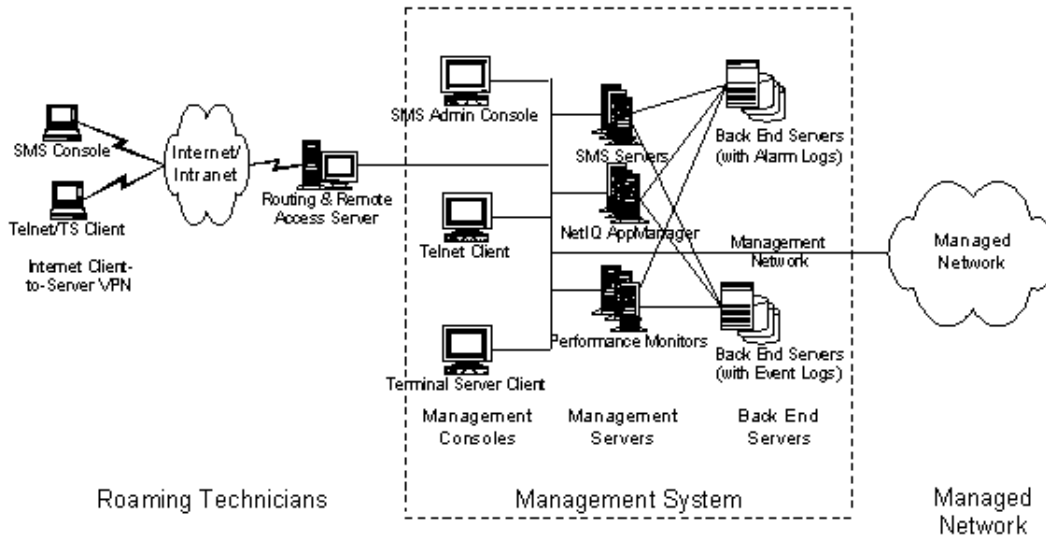 SMS Console
Telnet/TS Client
Internet Client-
to-Server VPN
Internet/
Intranet
Routing & Remote
Access Server
SMS Admin Console
Telnet Client
Terminal Server Client
Management
Consoles
SMS Servers
NetIQ AppManager
Performance Monitors
Management
Servers
Back End Servers
(with Alarm Logs)
Management
Network
Back End Servers
(with Event Logs)
Back End
Servers
Managed
Network
Roaming Technicians
Management System
Managed
Network